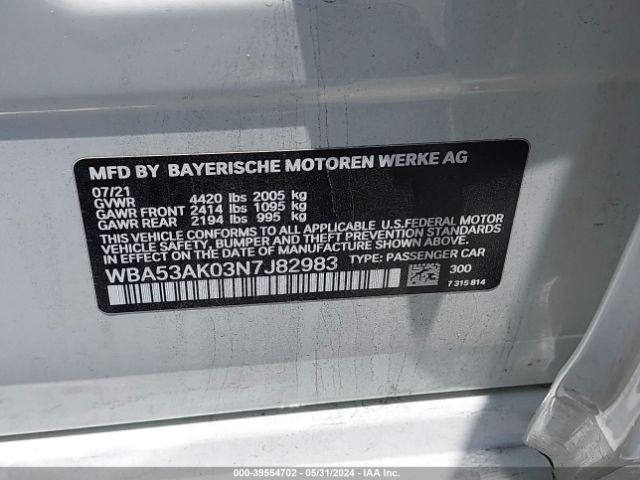 MFD BY BAYERISCHE MOTOREN WERKE AG
07/21
GVWR 4420 lbs 2005 kg
GAWR FRONT 2414 lbs 1095 kg
GAWR REAR 2194 lbs 995 kg
THIS VEHICLE CONFORMS TO ALL APPLICABLE U.S.FEDERAL MOTOR
VEHICLE SAFETY, BUMPER, AND THEFT PREVENTION STANDARDS
IN EFFECT ON THE DATE OF MANUFACTURE SHOWN ABOVE.
WBA53AK03N7J82983 TYPE: PASSENGER CAR
300
7 315 814
000-39554702 - 05/31/2024 - IAAI.COM